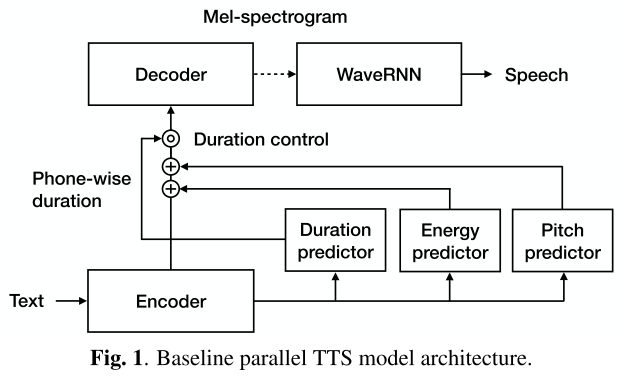 Mel-spectrogram
Decoder
WaveRNN
Speech
Duration control
Phone-wise
duration
Duration
predictor
Energy
predictor
Pitch
predictor
Text
Encoder
Fig. 1. Baseline parallel TTS model architecture.